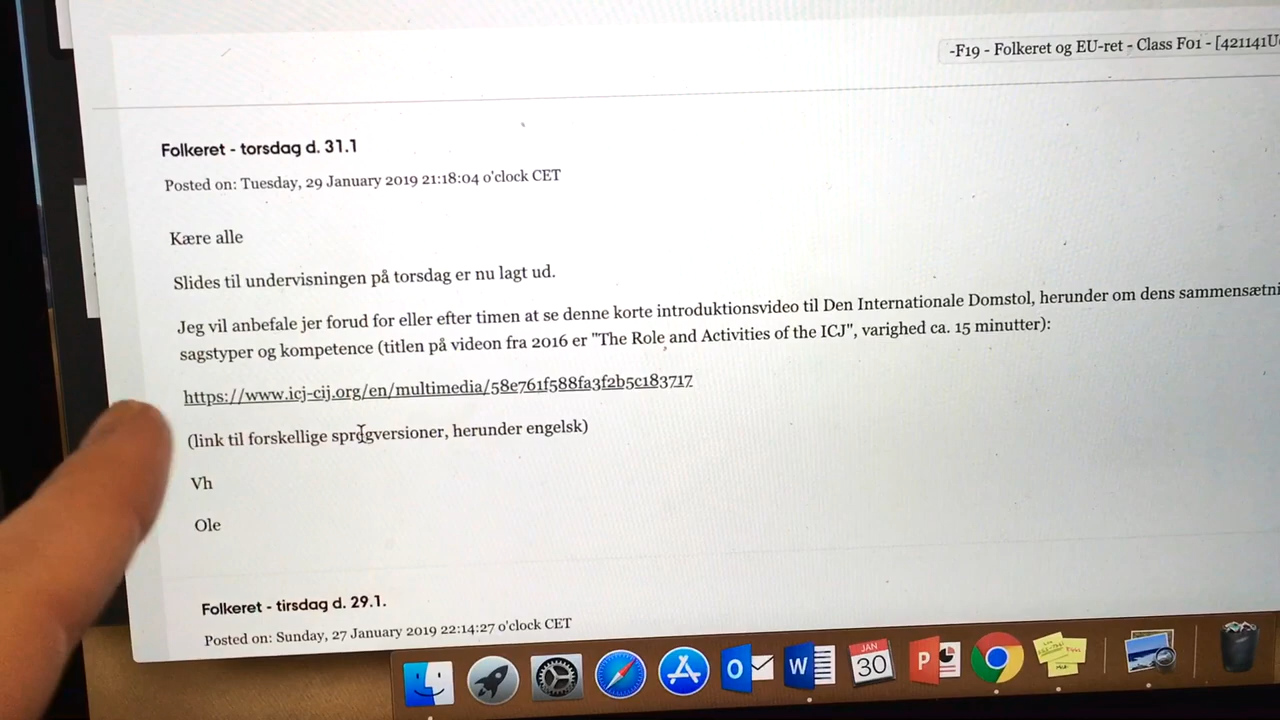 -F19 - Folkeret og EU-ret - Class F01 - [421141U
Folkeret - torsdag d. 31.1
Posted on: Tuesday, 29 January 2019 21:18:04 o'clock CET
Kære alle
Slides til undervisningen på torsdag er nu lagt ud.
Jeg vil anbefale jer forud for eller efter timen at se denne korte introduktionsvideo til Den Internationale Domstol, herunder om dens sammensætni
sagstyper og kompetence (titlen på videon fra 2016 er "The Role and Activities of the ICJ", varighed ca. 15 minutter):
https://www.icj-cij.org/en/multimedia/58e761f588fa3f2b5c183717
(link til forskellige sprogversioner, herunder engelsk)
Vh
Ole
Folkeret - tirsdag d. 29.1.
Posted on: Sunday, 27 January 2019 22:14:27 o'clock CET
JAN
30